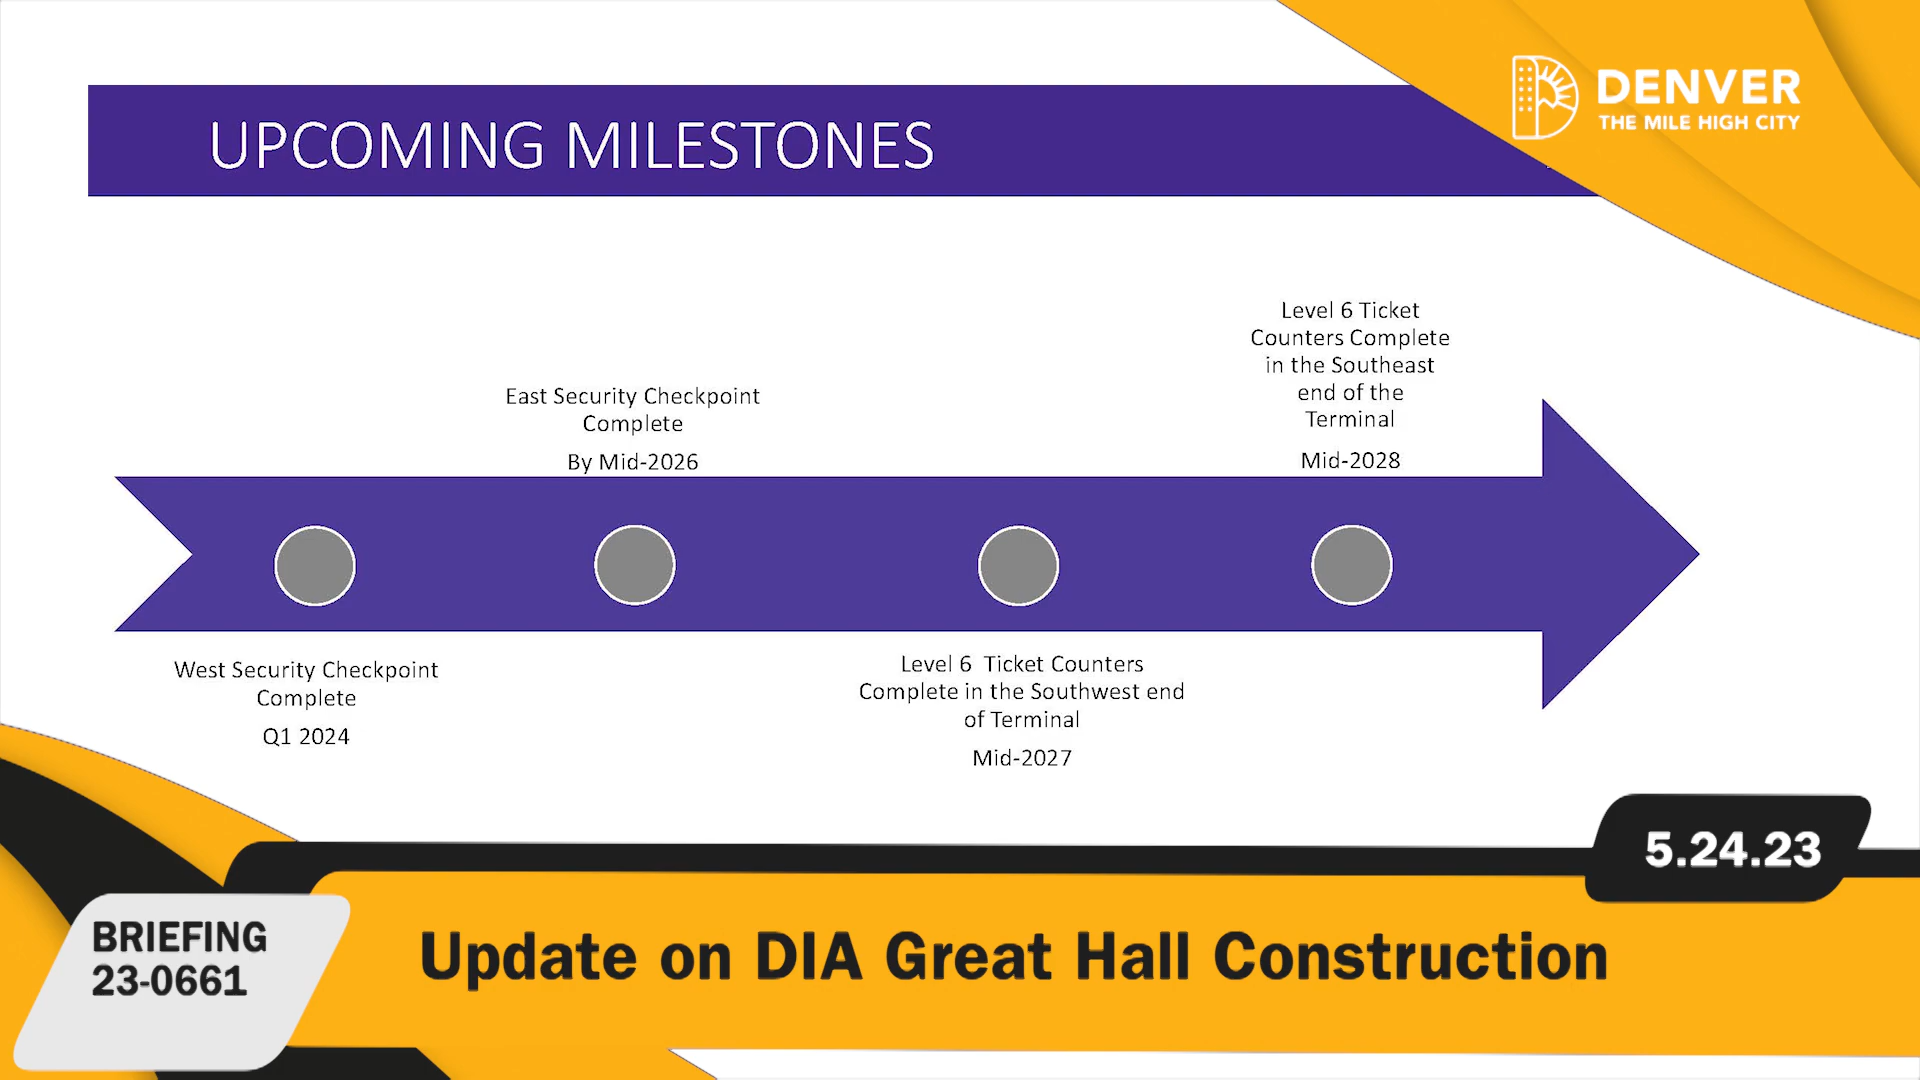 DENVER
THE MILE HIGH CITY
UPCOMING MILESTONES
West Security Checkpoint
Complete
Q1 2024
East Security Checkpoint
Complete
By Mid-2026
Level 6  Ticket Counters
Complete in the Southwest end
of Terminal
Mid-2027
Level 6 Ticket
Counters Complete
in the Southeast
end of the
Terminal
Mid-2028
5.24.23
BRIEFING
23-0661
Update on DIA Great Hall Construction